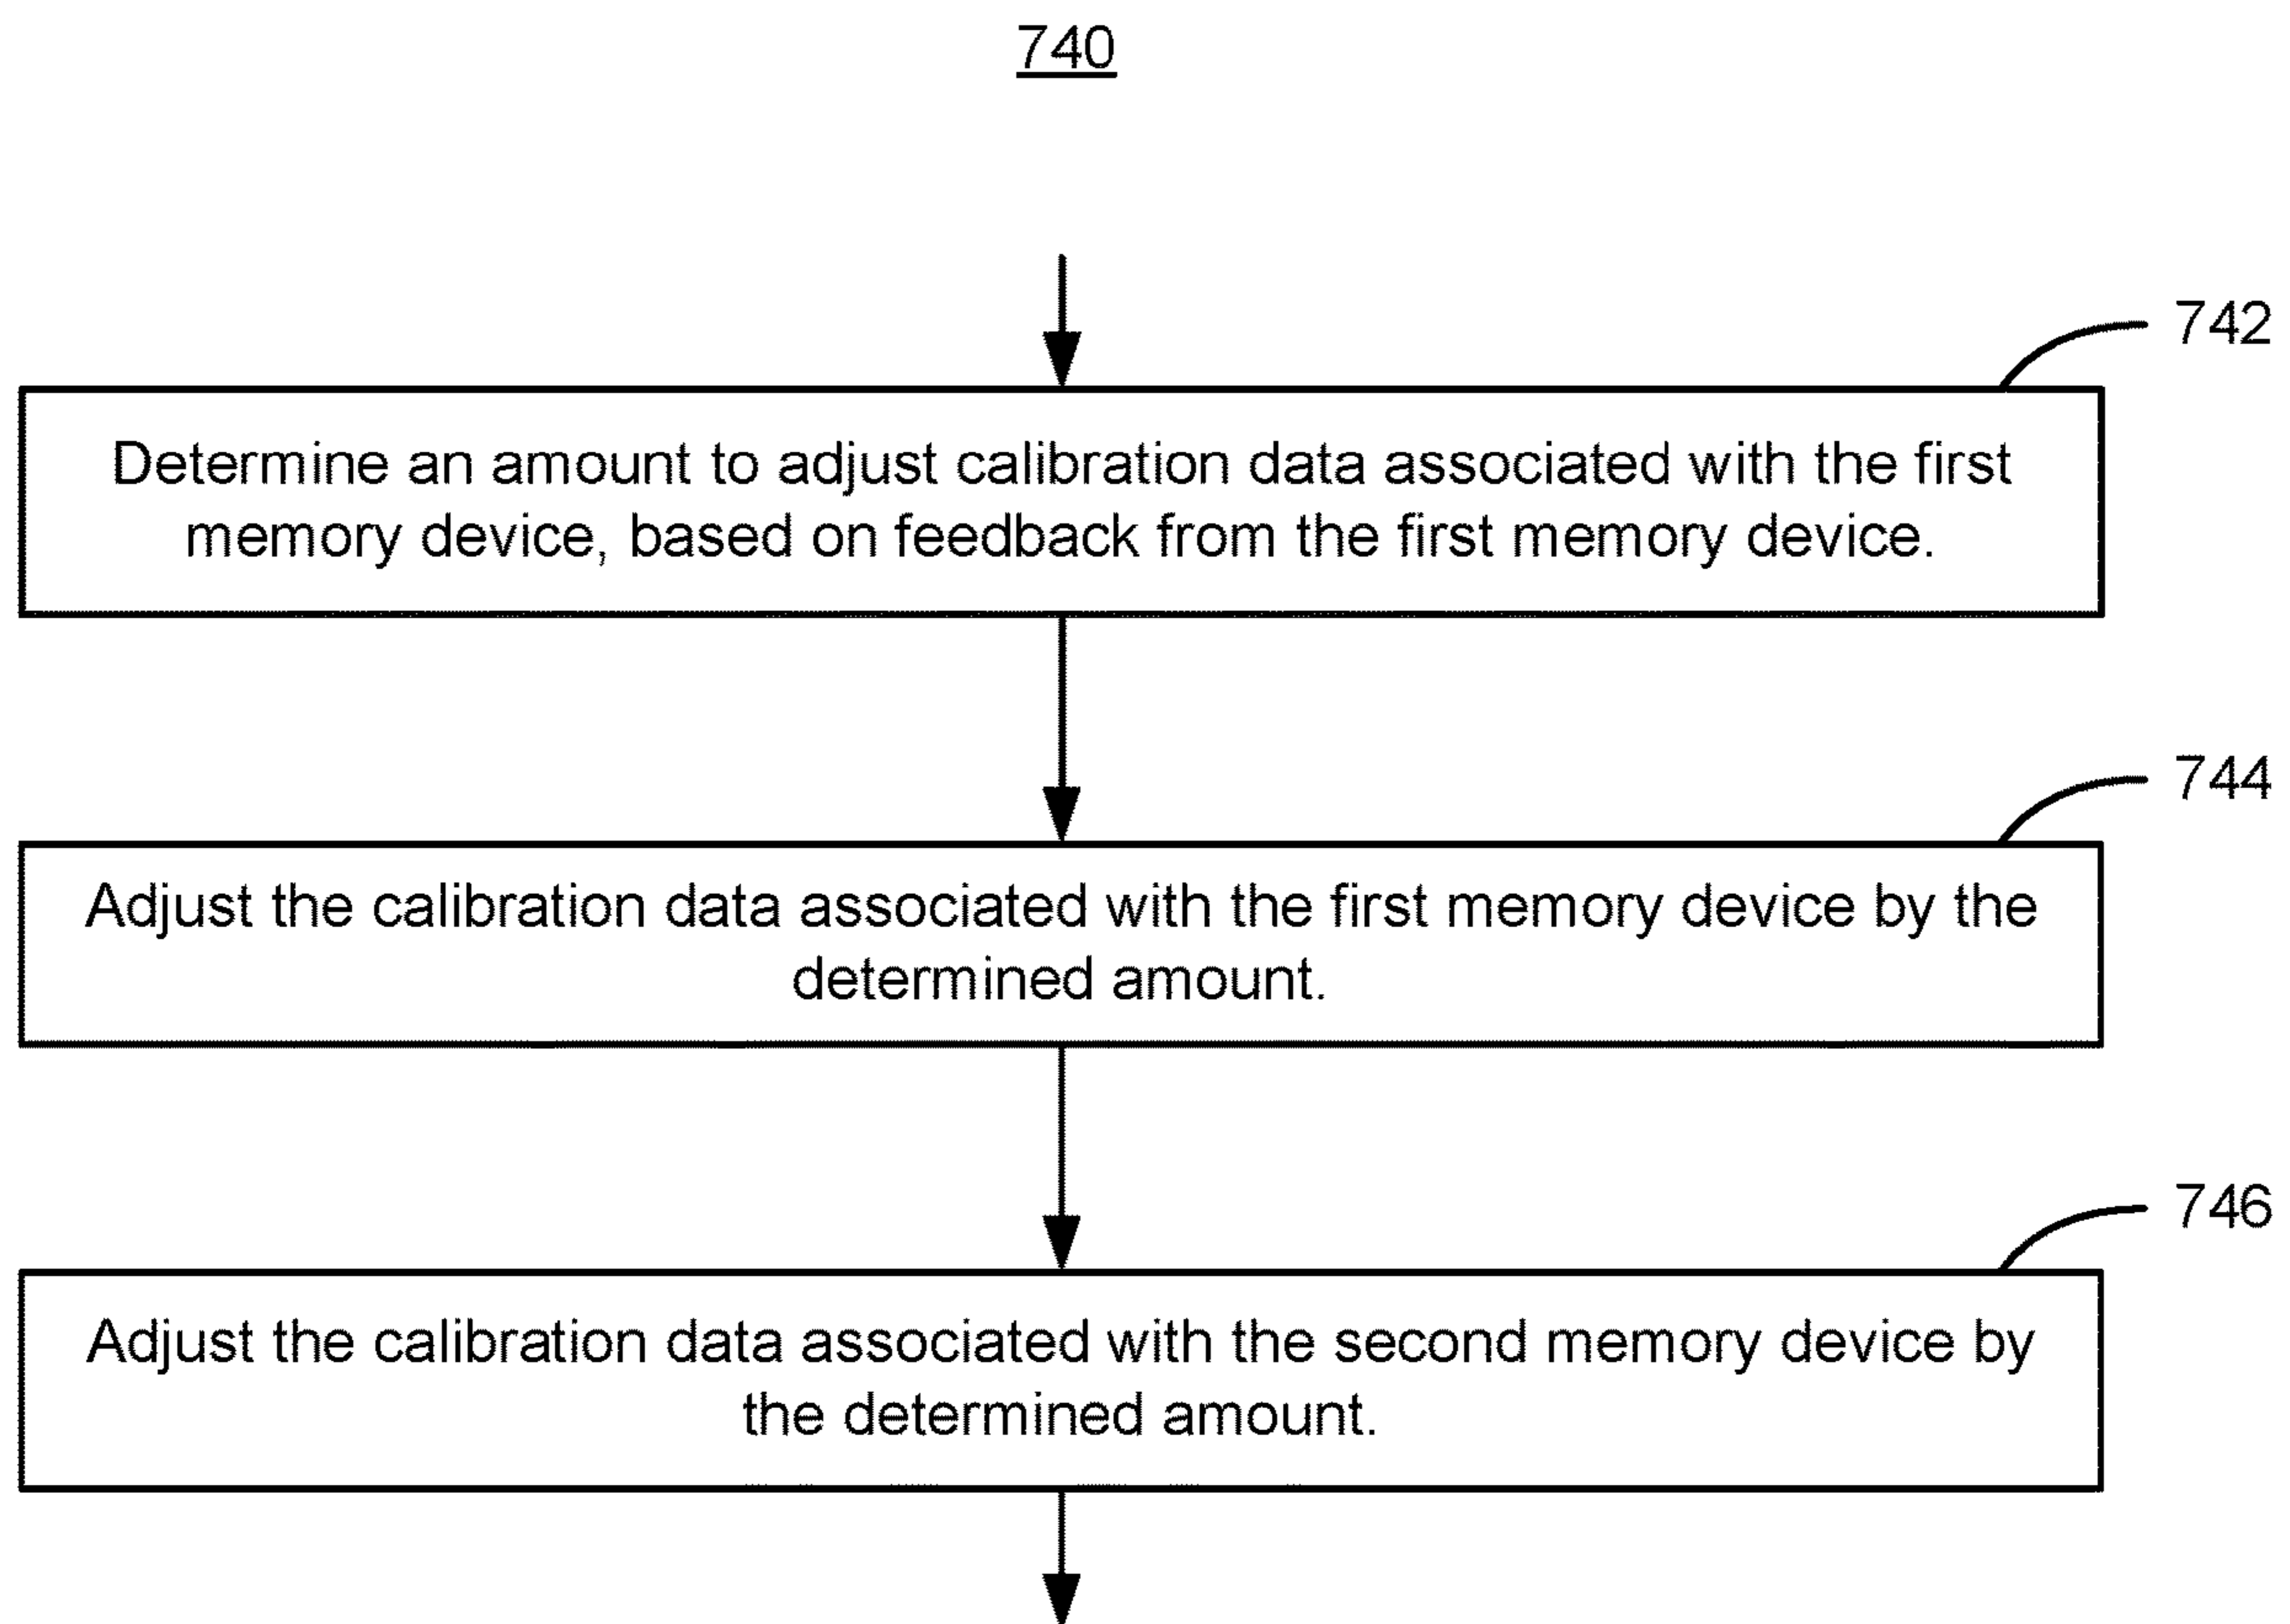 740
742
Determine an amount to adjust calibration data associated with the first
memory device, based on feedback from the first memory device.
744
Adjust the calibration data associated with the first memory device by the
determined amount.
746
Adjust the calibration data associated with the second memory device by
the determined amount.